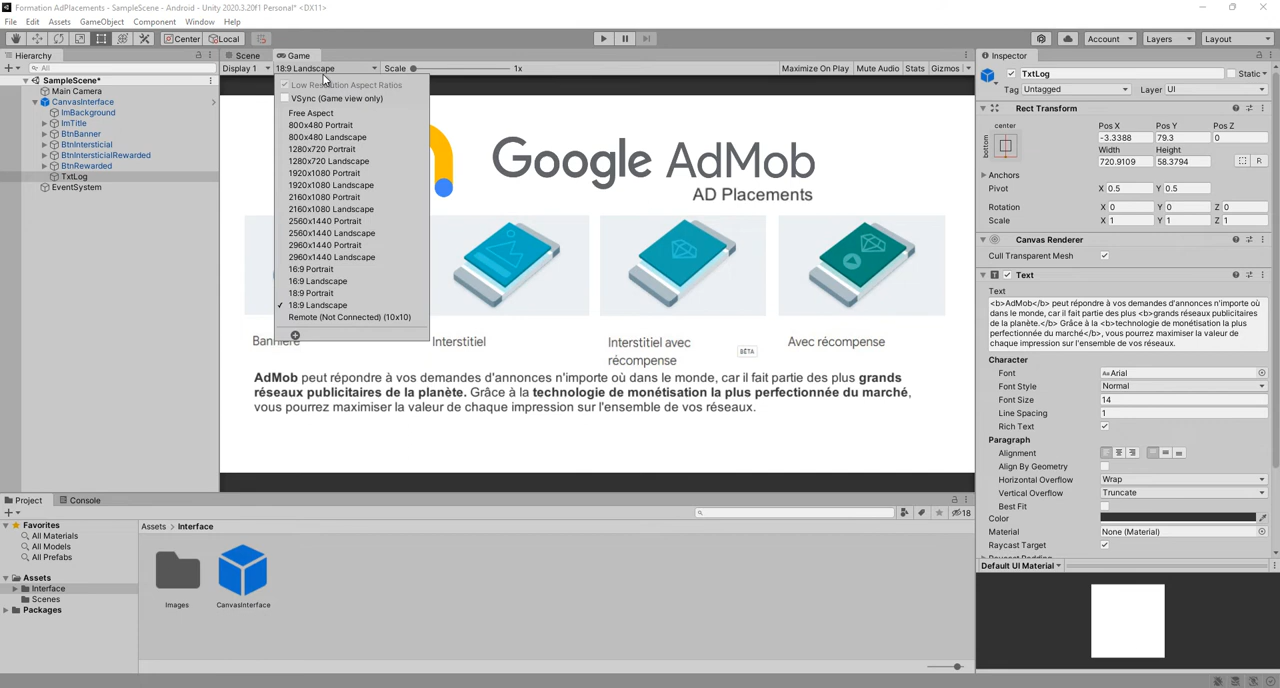 Formation AdPlacements - SampleScene - Android - Unity 2020.3.20f1 Personal* <DX11>
File Edit Assets GameObject Component Window Help
Center Local Account Layers Layout
Hierarchy
All
SampleScene*
Main Camera
CanvasInterface
ImBackground
ImTitle
BtnBanner
BtnIntersticial
BtnIntersticialRewarded
BtnRewarded
TxtLog
EventSystem
Scene Game
Display 1 18:9 Landscape Scale 1x Maximize On Play Mute Audio Stats Gizmos
Low Resolution Aspect Ratios
VSync (Game view only)
Free Aspect
800x480 Portrait
800x480 Landscape
1280x720 Portrait
1280x720 Landscape
1920x1080 Portrait
1920x1080 Landscape
2160x1080 Portrait
2160x1080 Landscape
2560x1440 Portrait
2560x1440 Landscape
2960x1440 Portrait
2960x1440 Landscape
16:9 Portrait
16:9 Landscape
18:9 Portrait
18:9 Landscape
Remote (Not Connected) (10x10)
Google AdMob
AD Placements
Bannière
Interstitiel
Interstitiel avec
récompense
BÊTA
Avec récompense
AdMob peut répondre à vos demandes d'annonces n'importe où dans le monde, car il fait partie des plus grands
réseaux publicitaires de la planète. Grâce à la technologie de monétisation la plus perfectionnée du marché,
vous pourrez maximiser la valeur de chaque impression sur l'ensemble de vos réseaux.
Inspector
TxtLog Static
Tag Untagged Layer UI
Rect Transform
center
bottom
Pos X Pos Y Pos Z
-3.3388 79.3 0
Width Height
720.9109 58.3794
R
Anchors
Pivot X 0.5 Y 0.5
Rotation X 0 Y 0 Z 0
Scale X 1 Y 1 Z 1
Canvas Renderer
Cull Transparent Mesh
Text
Text
<b>AdMob</b> peut répondre à vos demandes d'annonces n'importe où
dans le monde, car il fait partie des plus <b>grands réseaux publicitaires
de la planète.</b> Grâce à la <b>technologie de monétisation la plus
perfectionnée du marché</b>, vous pourrez maximiser la valeur de
chaque impression sur l'ensemble de vos réseaux.
Character
Font Arial
Font Style Normal
Font Size 14
Line Spacing 1
Rich Text
Paragraph
Alignment
Align By Geometry
Horizontal Overflow Wrap
Vertical Overflow Truncate
Best Fit
Color
Material None (Material)
Raycast Target
Raycast Padding
Default UI Material
Project Console
18
Favorites
All Materials
All Models
All Prefabs
Assets
Interface
Scenes
Packages
Assets > Interface
Images
CanvasInterface